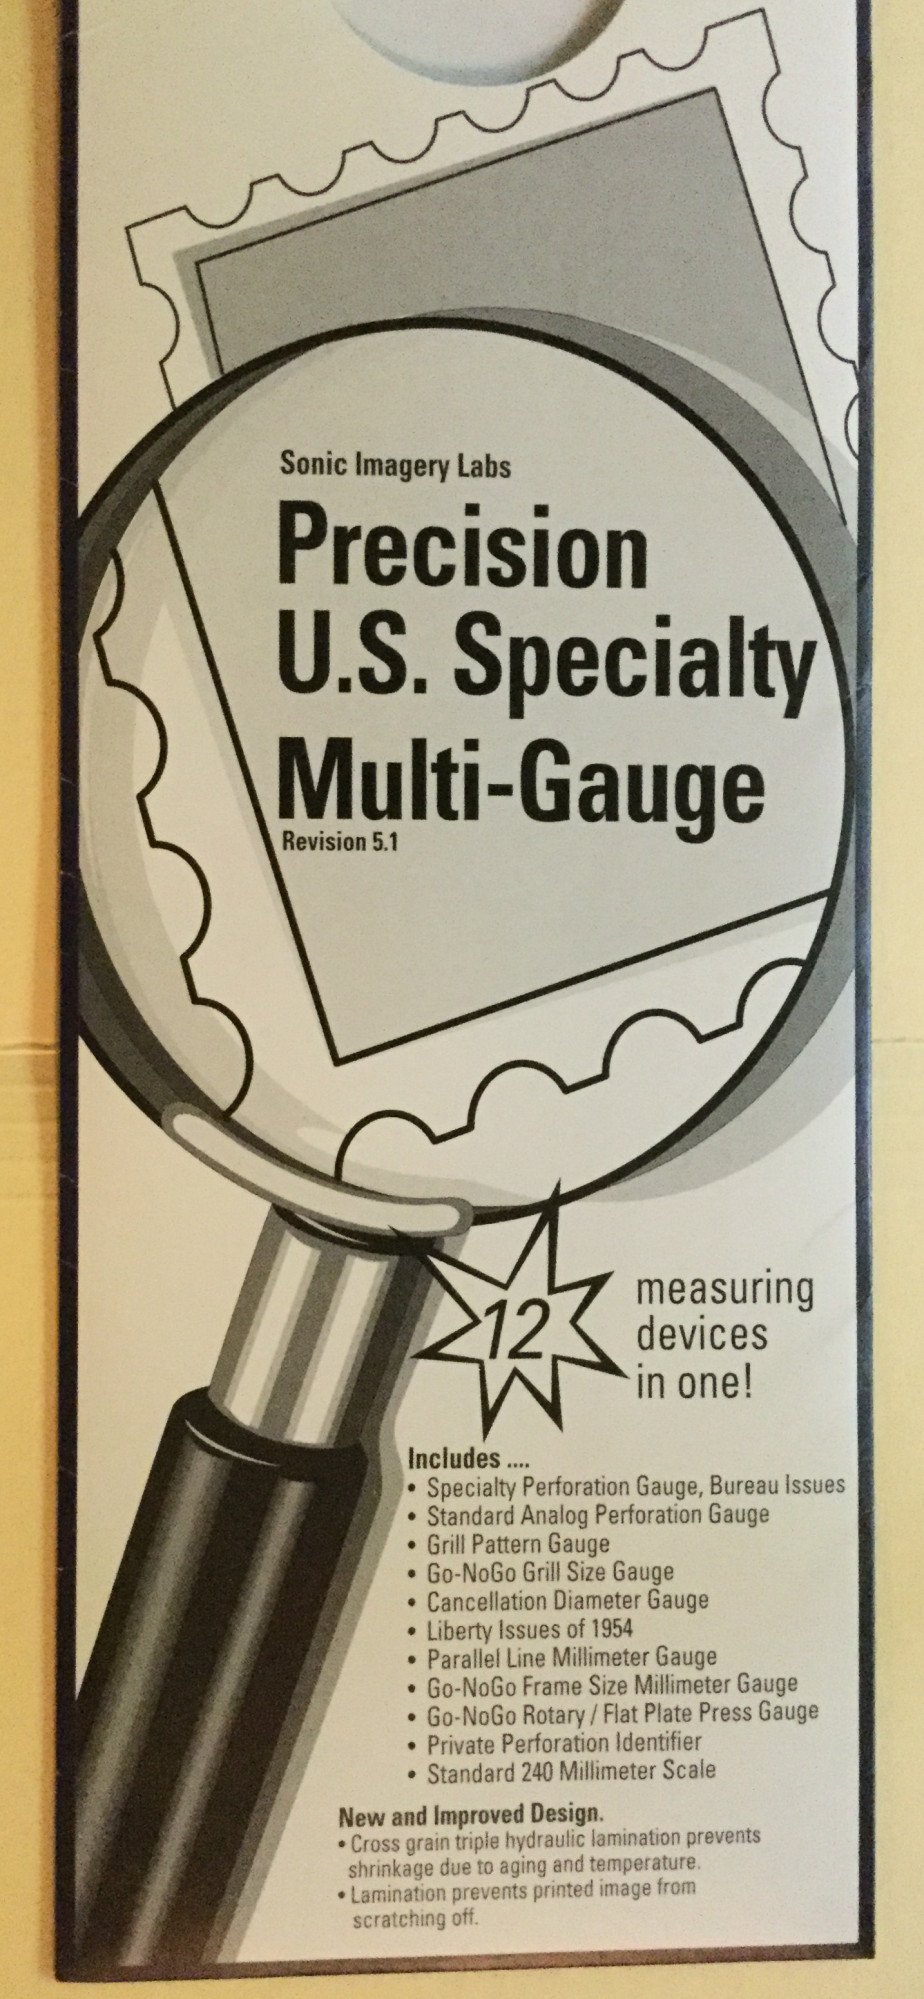 Sonic Imagery Labs
Precision
U.S. Specialty
Multi-Gauge
Revision 5.1
12
measuring
devices
in one!
Includes ....
• Specialty Perforation Gauge, Bureau Issues
• Standard Analog Perforation Gauge
• Grill Pattern Gauge
• Go-NoGo Grill Size Gauge
• Cancellation Diameter Gauge
• Liberty Issues of 1954
• Parallel Line Millimeter Gauge
• Go-NoGo Frame Size Millimeter Gauge
• Go-NoGo Rotary / Flat Plate Press Gauge
• Private Perforation Identifier
• Standard 240 Millimeter Scale
New and Improved Design.
• Cross grain triple hydraulic lamination prevents
shrinkage due to aging and temperature.
• Lamination prevents printed image from
scratching off.